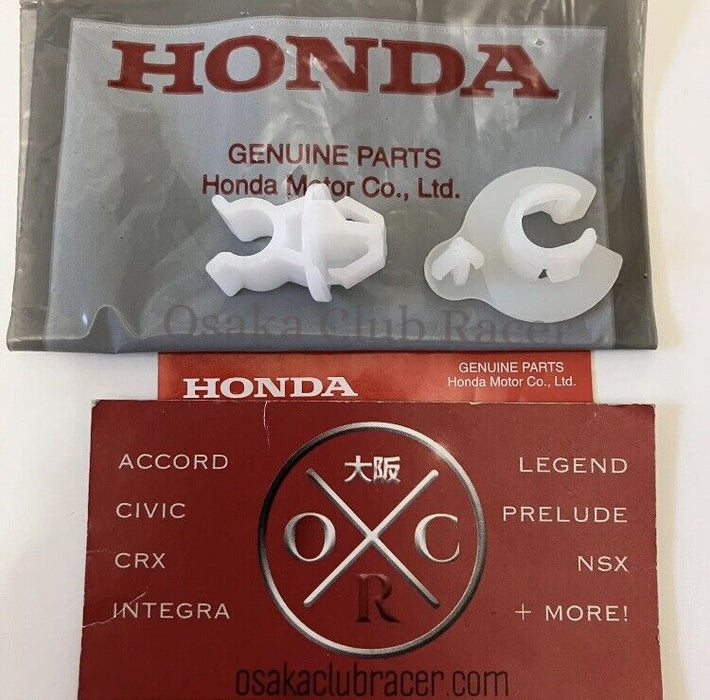 HONDA
GENUINE PARTS
Honda Motor Co., Ltd.
Osaka Club Racer
HONDA
GENUINE PARTS
Honda Motor Co., Ltd.
ACCORD
CIVIC
CRX
INTEGRA
大阪
O C
R
LEGEND
PRELUDE
NSX
+ MORE!
osakaclubracer.com